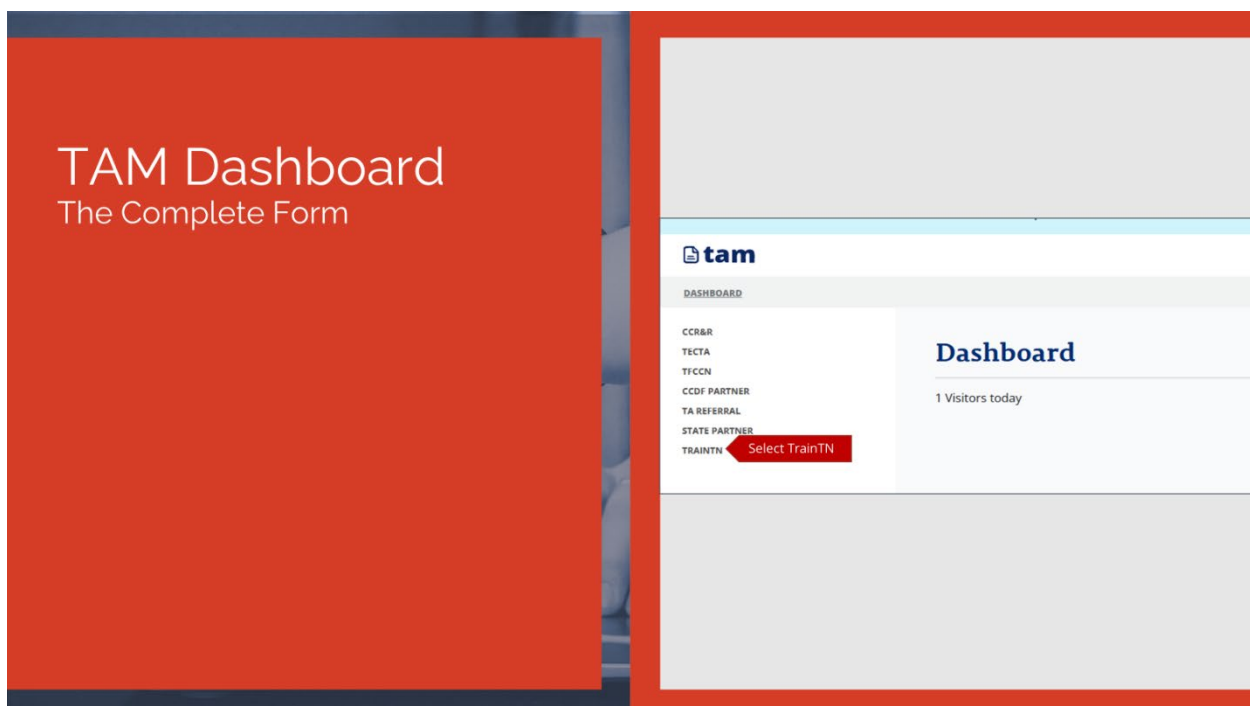 TAM Dashboard
The Complete Form
tam
DASHBOARD
CCR&R
TECTA
TFCCN
CCDF PARTNER
TA REFERRAL
STATE PARTNER
TRAINTN
Select TrainTN
Dashboard
1 Visitors today